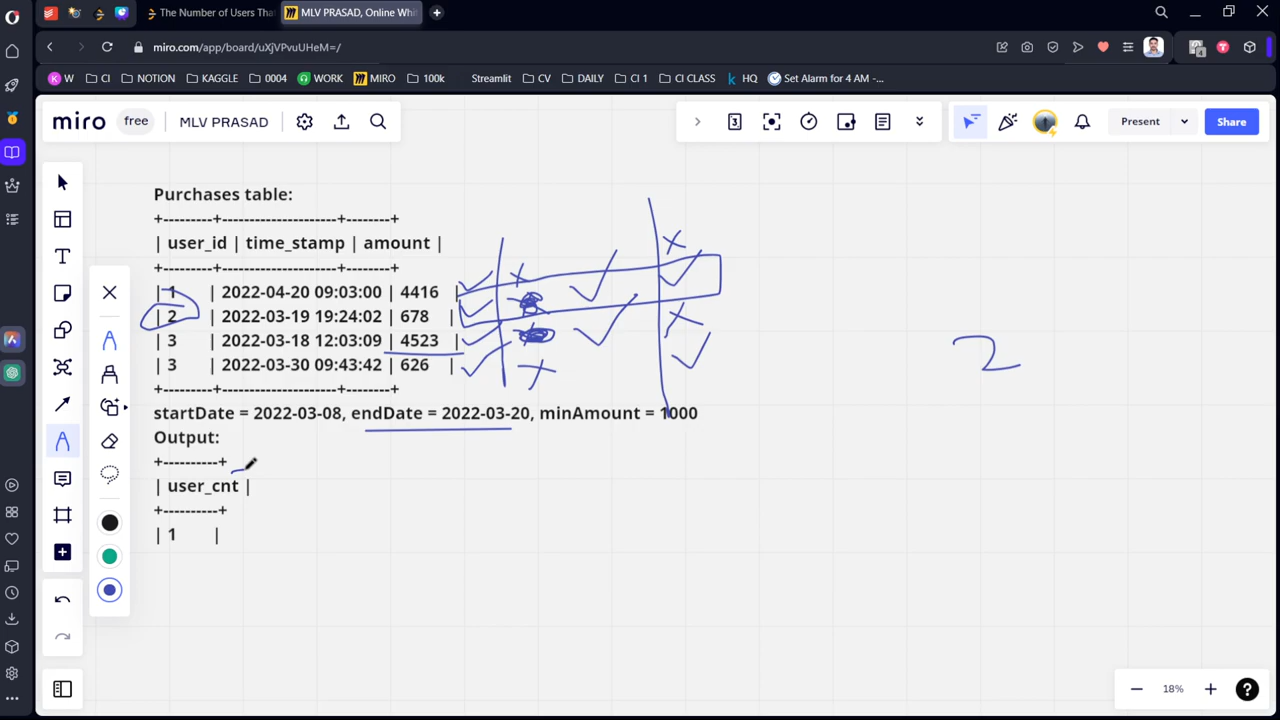 The Number of Users Tha
MLV PRASAD, Online Whi
miro.com/app/board/uXjVPvuUHeM=/
W CI NOTION KAGGLE 0004 WORK MIRO 100k Streamlit CV DAILY CI 1 CI CLASS HQ Set Alarm for 4 AM -...
miro free MLV PRASAD
3 Present Share
Purchases table:
+---------+--------------------+--------+
| user_id | time_stamp | amount |
+---------+--------------------+--------+
| 1 | 2022-04-20 09:03:00 | 4416 |
| 2 | 2022-03-19 19:24:02 | 678 |
| 3 | 2022-03-18 12:03:09 | 4523 |
| 3 | 2022-03-30 09:43:42 | 626 |
+---------+--------------------+--------+
2
startDate = 2022-03-08, endDate = 2022-03-20, minAmount = 1000
Output:
+----------+
| user_cnt |
+----------+
| 1 |
18%